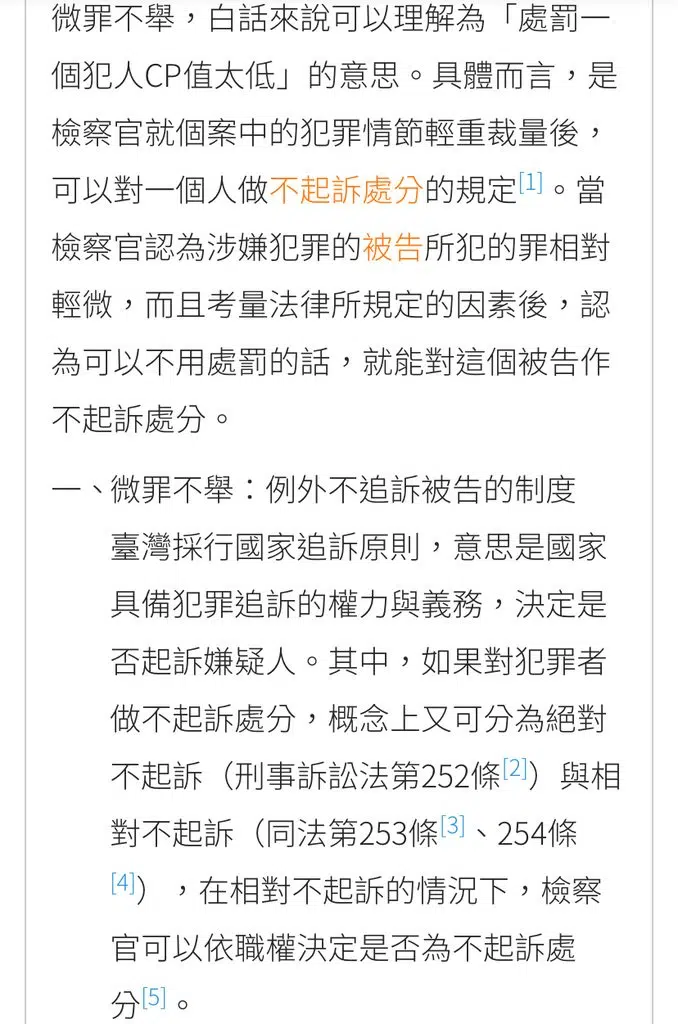 微罪不舉，白話來說可以理解為「處罰一
個犯人CP值太低」的意思。具體而言，是
檢察官就個案中的犯罪情節輕重裁量後，
可以對一個人做不起訴處分的規定[1]。當
檢察官認為涉嫌犯罪的被告所犯的罪相對
輕微，而且考量法律所規定的因素後，認
為可以不用處罰的話，就能對這個被告作
不起訴處分。
一、微罪不舉：例外不追訴被告的制度
臺灣採行國家追訴原則，意思是國家
具備犯罪追訴的權力與義務，決定是
否起訴嫌疑人。其中，如果對犯罪者
做不起訴處分，概念上又可分為絕對
不起訴（刑事訴訟法第252條[2]）與相
對不起訴（同法第253條[3]、254條
[4]），在相對不起訴的情況下，檢察
官可以依職權決定是否為不起訴處
分[5]。